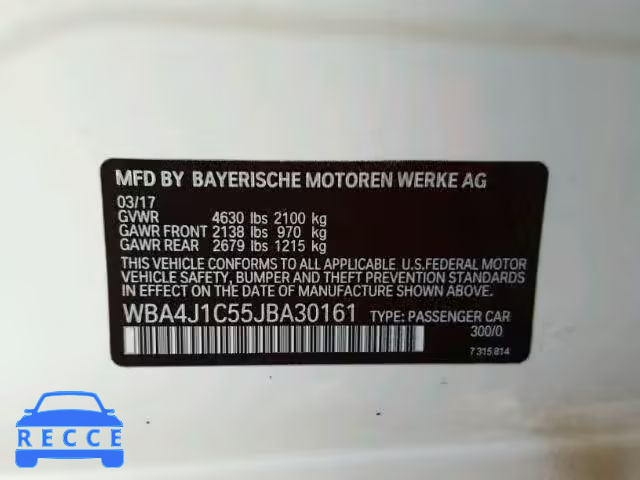 MFD BY BAYERISCHE MOTOREN WERKE AG
03/17
GVWR 4630 lbs 2100 kg
GAWR FRONT 2138 lbs 970 kg
GAWR REAR 2679 lbs 1215 kg
THIS VEHICLE CONFORMS TO ALL APPLICABLE U.S.FEDERAL MOTOR
VEHICLE SAFETY, BUMPER, AND THEFT PREVENTION STANDARDS
IN EFFECT ON THE DATE OF MANUFACTURE SHOWN ABOVE.
WBA4J1C55JBA30161 TYPE: PASSENGER CAR
300/0
7 315.814
RECCE